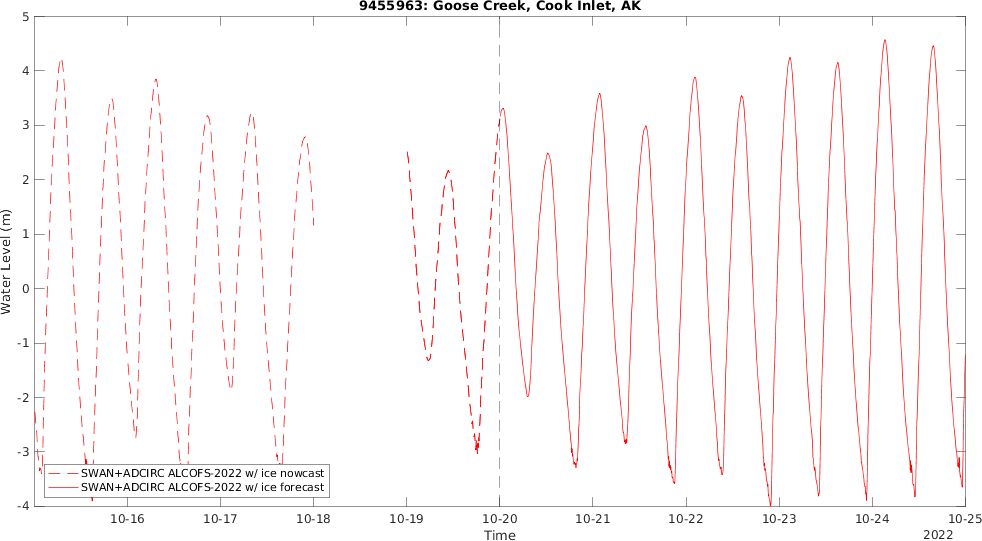 9455963: Goose Creek, Cook Inlet, AK
5
4
3
2
1
0
-1
-2
-3
-4
Water Level (m)
SWAN+ADCIRC ALCOFS-2022 w/ ice nowcast
SWAN+ADCIRC ALCOFS-2022 w/ ice forecast
10-16 10-17 10-18 10-19 10-20 10-21 10-22 10-23 10-24 10-25
Time
2022